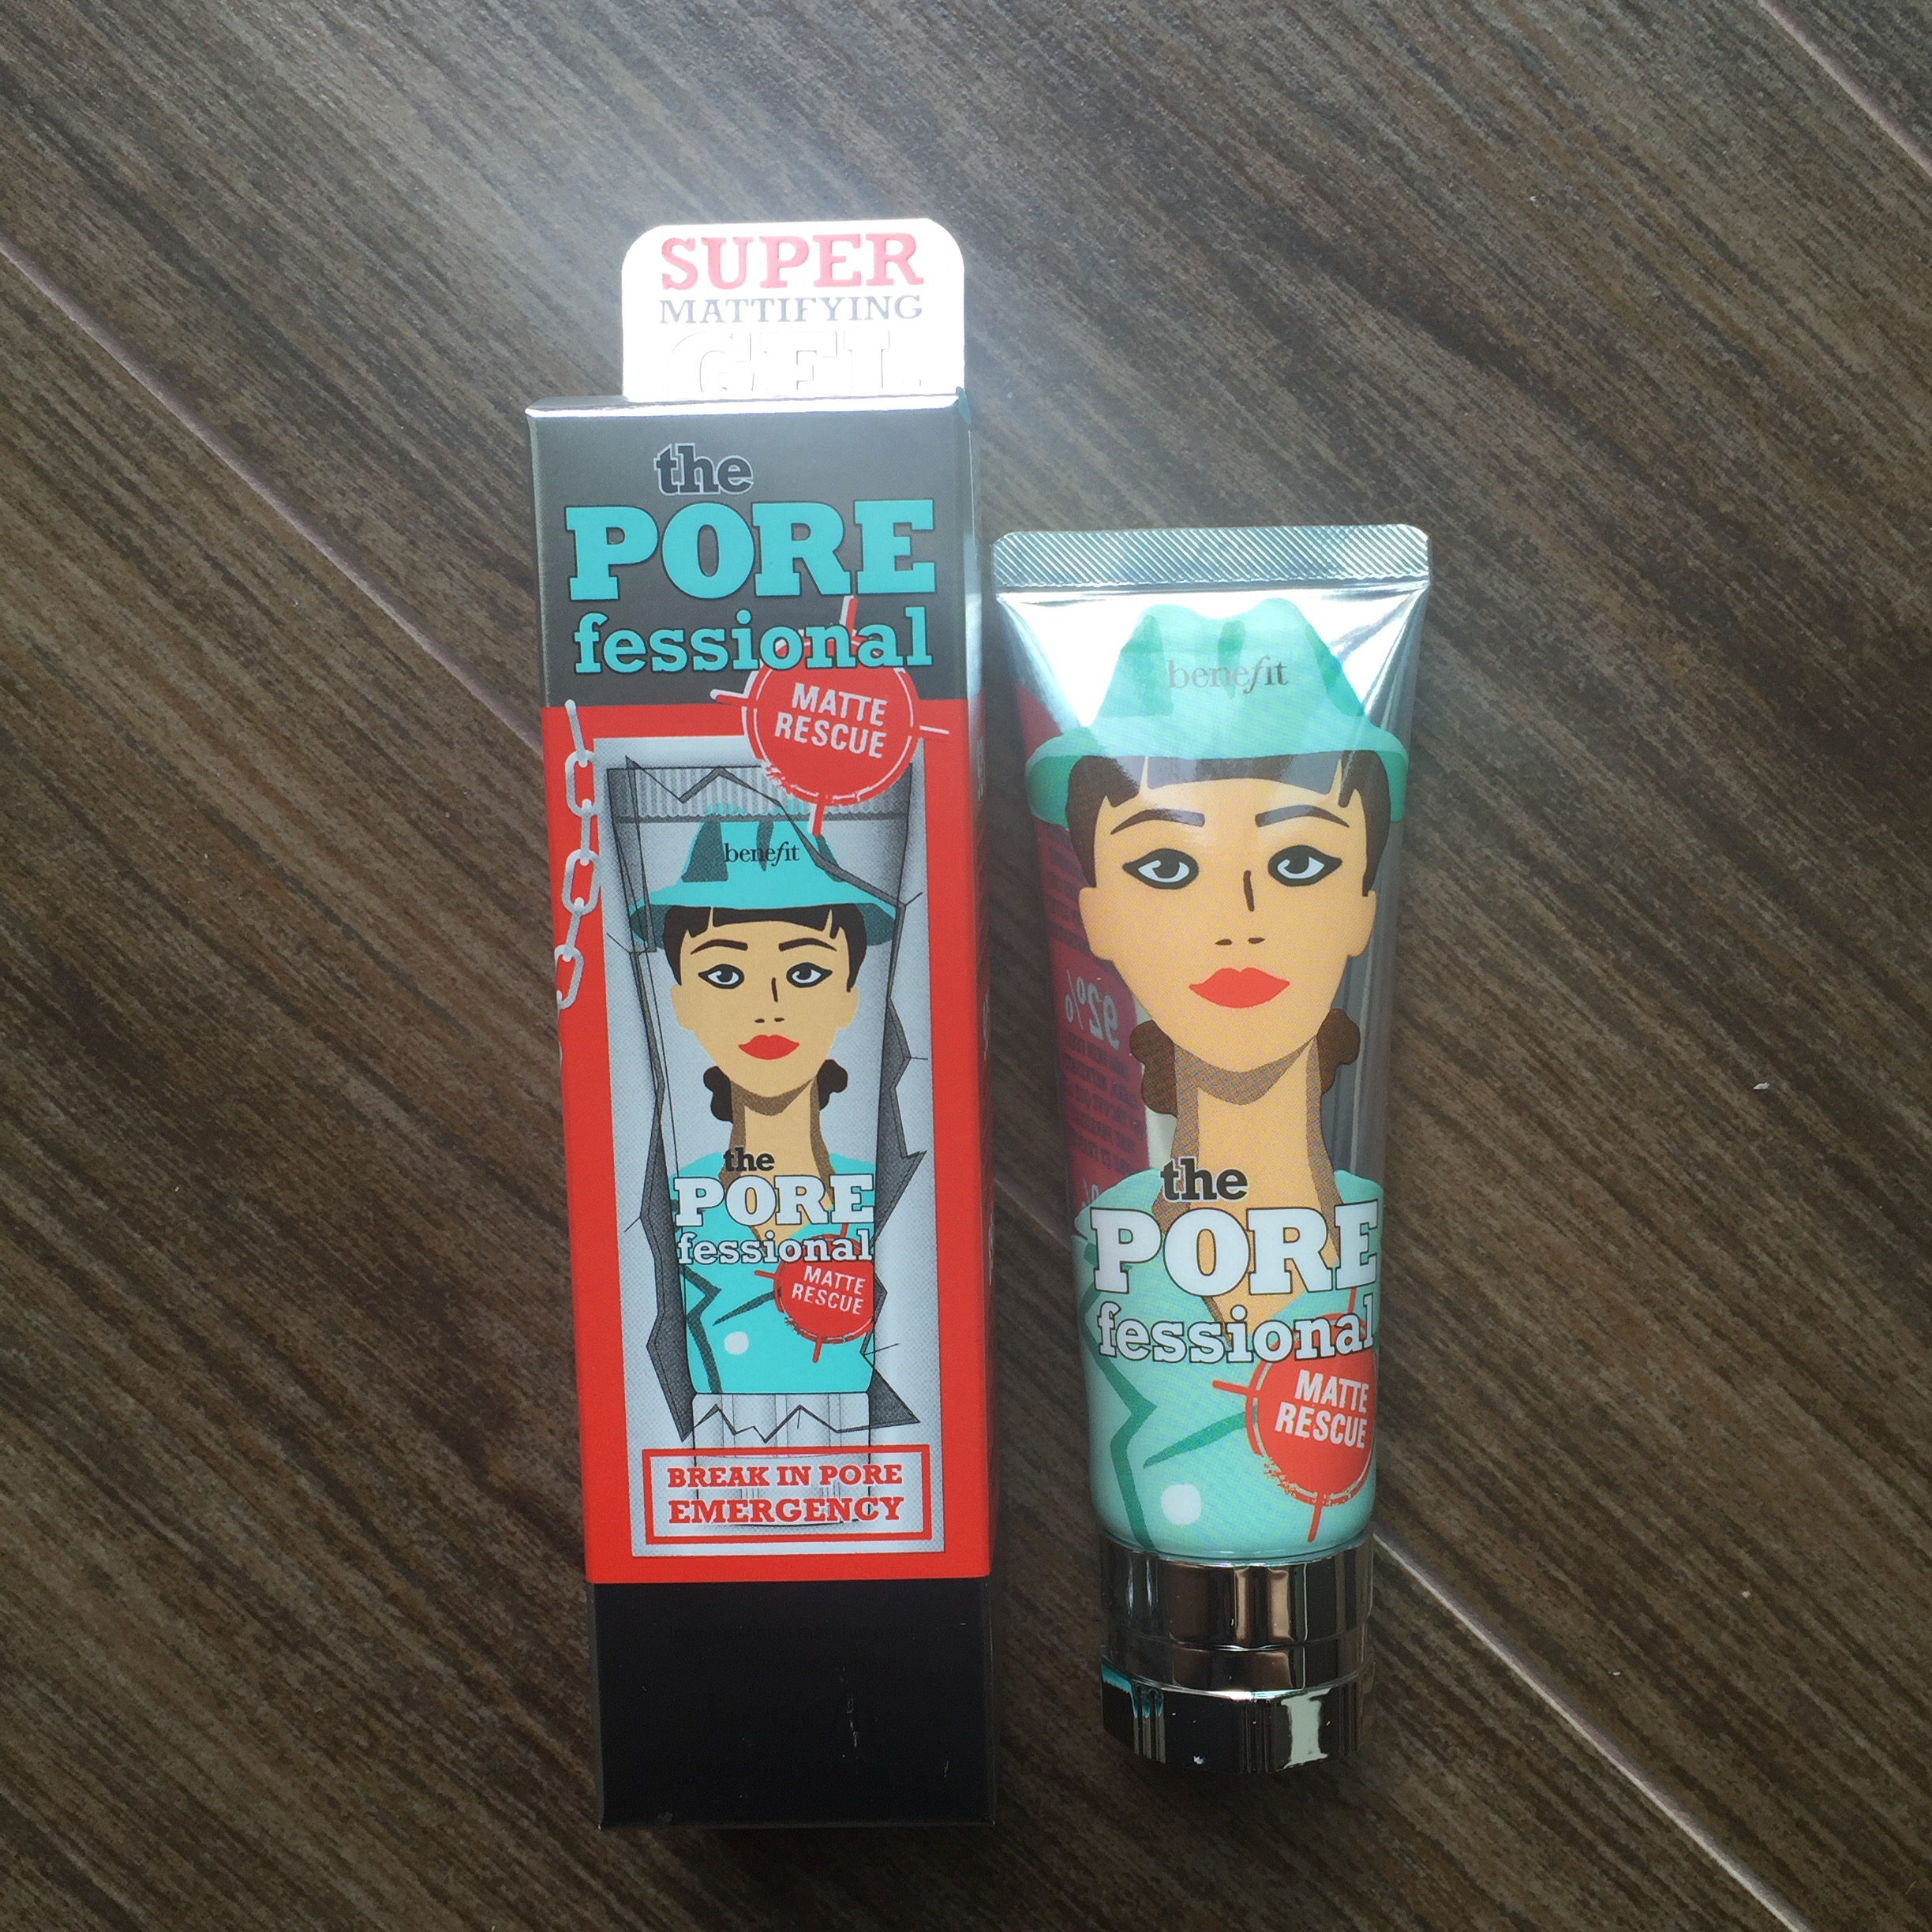 SUPER
MATTIFYING
GEL
the
PORE
fessional
MATTE
RESCUE
benefit
the
PORE
fessional
MATTE
RESCUE
BREAK IN PORE
EMERGENCY
benefit
92%
the
PORE
fessional
MATTE
RESCUE